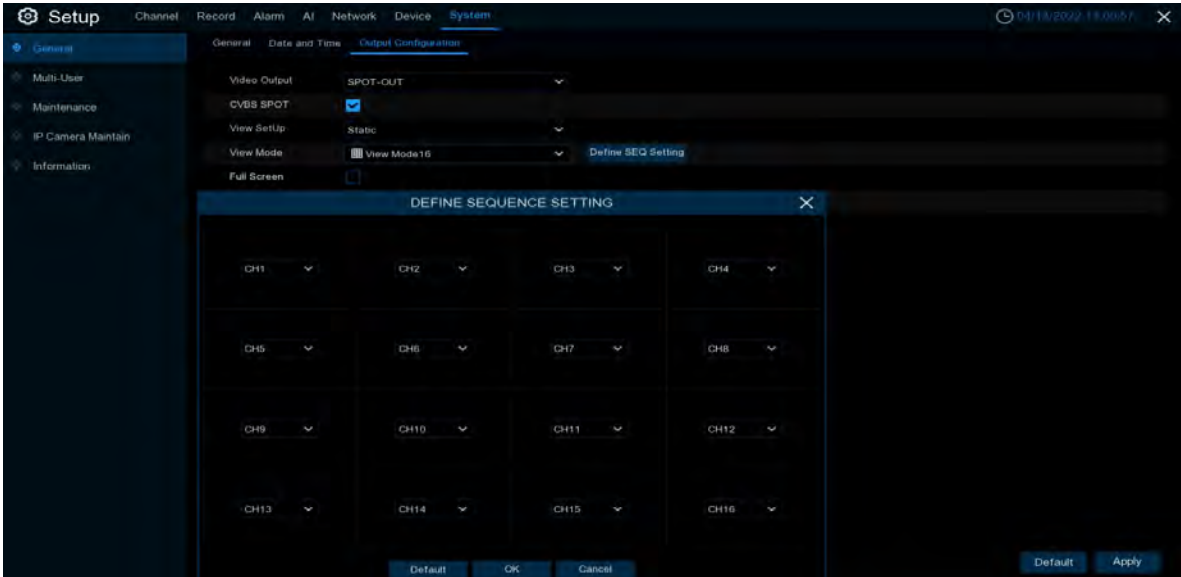 Setup Channel Record Alarm AI Network Device System
General
General Date and Time Output Configuration
Multi-User
Maintenance
IP Camera Maintain
Information
Video Output SPOT-OUT
CVBS SPOT
View SetUp Static
View Mode View Mode16 Define SEQ Setting
Full Screen
DEFINE SEQUENCE SETTING
CH1 CH2 CH3 CH4
CH5 CH6 CH7 CH8
CH9 CH10 CH11 CH12
CH13 CH14 CH15 CH16
Default OK Cancel
Default Apply